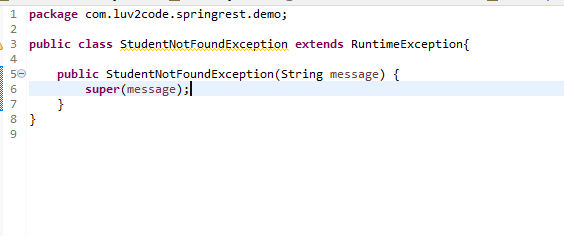 1 package com.luv2code.springrest.demo;
2
3 public class StudentNotFoundException extends RuntimeException{
4
5 public StudentNotFoundException(String message) {
6 super(message);
7 }
8 }
9